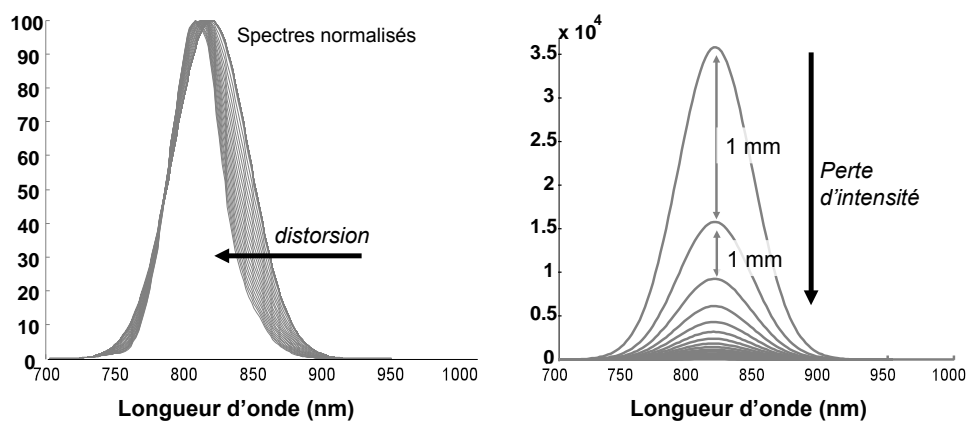 100
90
80
70
60
50
40
30
20
10
0
Spectres normalisés
distorsion
700 750 800 850 900 950 1000
Longueur d’onde (nm)
x 10⁴
3.5
3
2.5
2
1.5
1
0.5
0
1 mm
1 mm
Perte
d’intensité
700 750 800 850 900 950 1000
Longueur d’onde (nm)